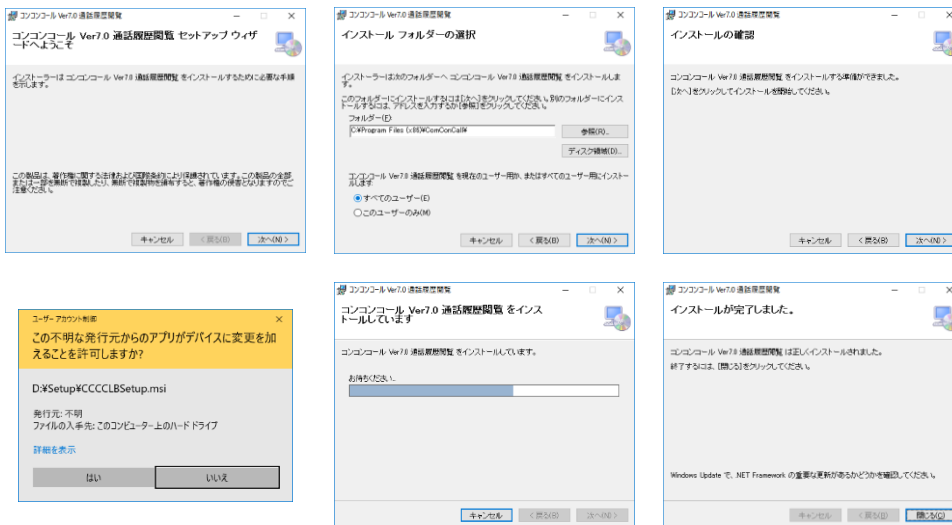 コンコンコール Ver7.0 通話履歴閲覧
コンコンコール Ver7.0 通話履歴閲覧 セットアップ ウィザ
ードへようこそ
インストーラーは コンコンコール Ver7.0 通話履歴閲覧 をインストールするために必要な手順
を示します。
この製品は、著作権に関する法律および国際条約により保護されています。この製品の全部
または一部を無断で複製したり、無断で複製物を頒布すると、著作権の侵害となりますのでご
注意ください。
キャンセル
< 戻る(B)
次へ(N) >
コンコンコール Ver7.0 通話履歴閲覧
インストール フォルダーの選択
インストーラーは次のフォルダーへ コンコンコール Ver7.0 通話履歴閲覧 をインストールしま
す。
このフォルダーにインストールするには[次へ]をクリックしてください。別のフォルダーにインス
トールするには、アドレスを入力するか[参照]をクリックしてください。
フォルダー(F)
C:¥Program Files (x86)¥ComConCall¥
参照(R)...
ディスク領域(D)...
コンコンコール Ver7.0 通話履歴閲覧 を現在のユーザー用か、またはすべてのユーザー用にインストー
ルします:
すべてのユーザー(E)
このユーザーのみ(M)
キャンセル
< 戻る(B)
次へ(N) >
コンコンコール Ver7.0 通話履歴閲覧
インストールの確認
コンコンコール Ver7.0 通話履歴閲覧 をインストールする準備ができました。
[次へ]をクリックしてインストールを開始してください。
キャンセル
< 戻る(B)
次へ(N) >
ユーザー アカウント制御
この不明な発行元からのアプリがデバイスに変更を加
えることを許可しますか?
D:¥Setup¥CCCCLBSetup.msi
発行元: 不明
ファイルの入手先: このコンピューター上のハード ドライブ
詳細を表示
はい
いいえ
コンコンコール Ver7.0 通話履歴閲覧
コンコンコール Ver7.0 通話履歴閲覧 をインス
トールしています
コンコンコール Ver7.0 通話履歴閲覧 をインストールしています。
お待ちください...
キャンセル
< 戻る(B)
次へ(N) >
コンコンコール Ver7.0 通話履歴閲覧
インストールが完了しました。
コンコンコール Ver7.0 通話履歴閲覧 は正しくインストールされました。
終了するには、[閉じる]をクリックしてください。
Windows Update で、.NET Framework の重要な更新があるかどうかを確認してください。
キャンセル
< 戻る(B)
閉じる(C)